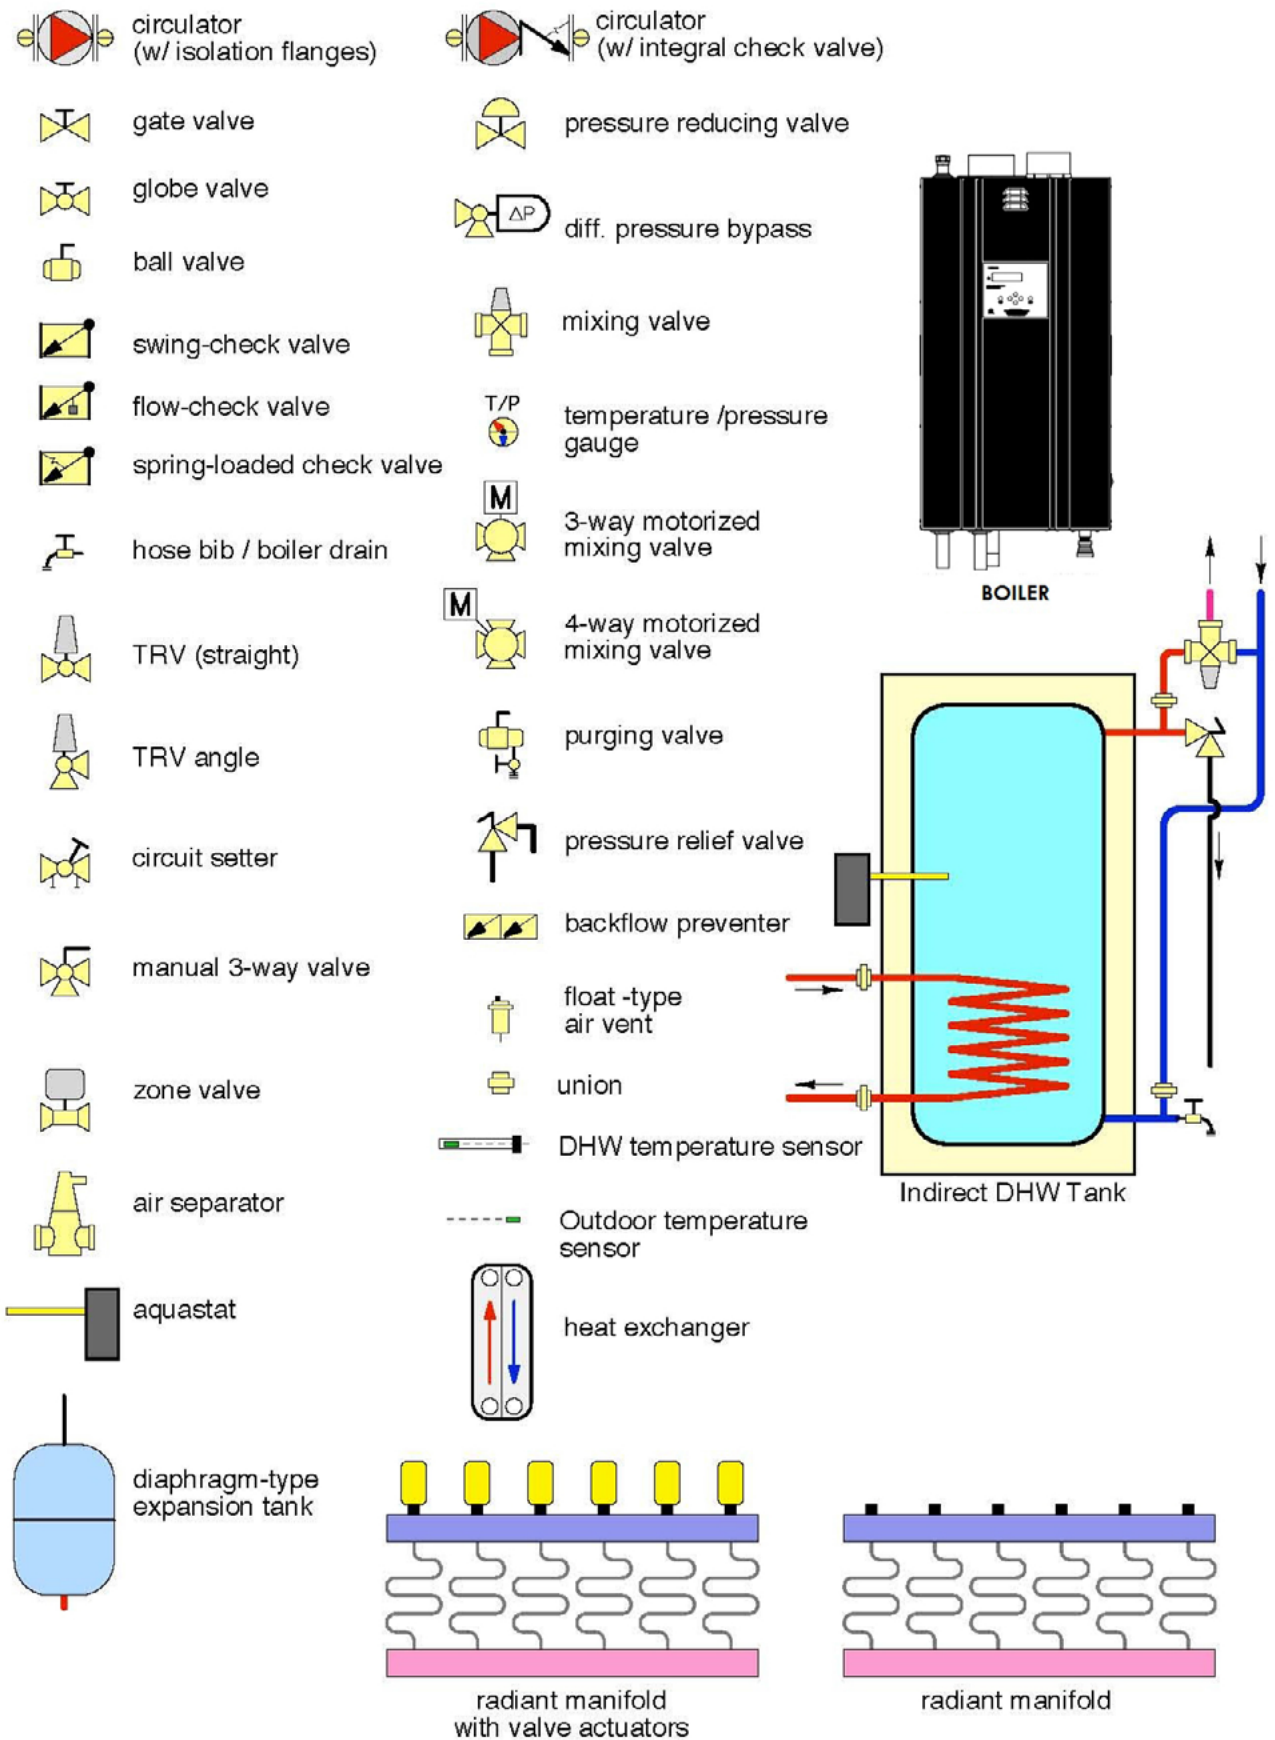 circulator
(w/ isolation flanges)
gate valve
globe valve
ball valve
swing-check valve
flow-check valve
spring-loaded check valve
hose bib / boiler drain
TRV (straight)
TRV angle
circuit setter
manual 3-way valve
zone valve
air separator
aquastat
diaphragm-type
expansion tank
circulator
(w/ integral check valve)
pressure reducing valve
ΔP
diff. pressure bypass
mixing valve
T/P
temperature /pressure
gauge
M
3-way motorized
mixing valve
M
4-way motorized
mixing valve
purging valve
pressure relief valve
backflow preventer
float -type
air vent
union
DHW temperature sensor
Outdoor temperature
sensor
heat exchanger
radiant manifold
with valve actuators
BOILER
Indirect DHW Tank
radiant manifold